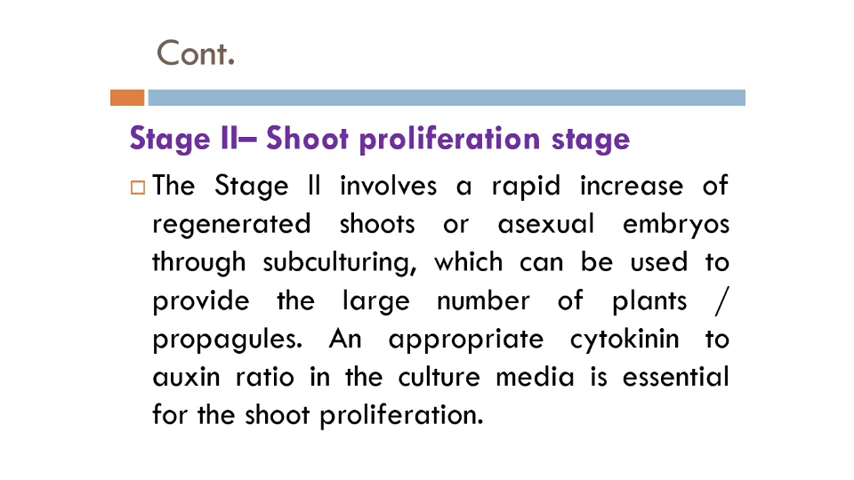 Cont.
Stage II– Shoot proliferation stage
The Stage II involves a rapid increase of
regenerated shoots or asexual embryos
through subculturing, which can be used to
provide the large number of plants /
propagules. An appropriate cytokinin to
auxin ratio in the culture media is essential
for the shoot proliferation.